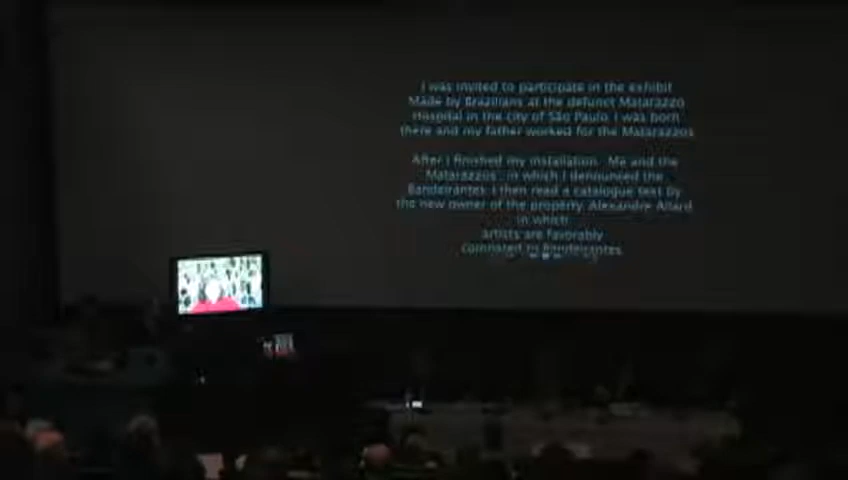 I was invited to participate in the exhibit
Made by Brazilians at the defunct Matarazzo
Hospital in the city of São Paulo. I was born
there and my father worked for the Matarazzos
After I finished my installation, Me and the
Matarazzos, in which I denounced the
Bandeirantes, I then read a catalogue text by
the new owner of the property, Alexandre Allard
in which
artists are favorably
compared to Bandeirantes